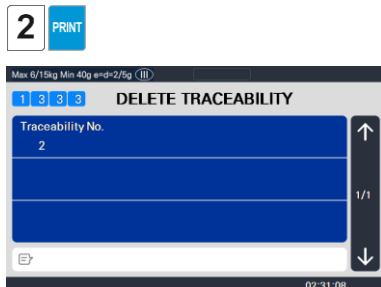 2 PRINT
Max 6/15kg Min 40g e=d=2/5g III
1 3 3 3 DELETE TRACEABILITY
Traceability No.
2
1/1
02:31:08